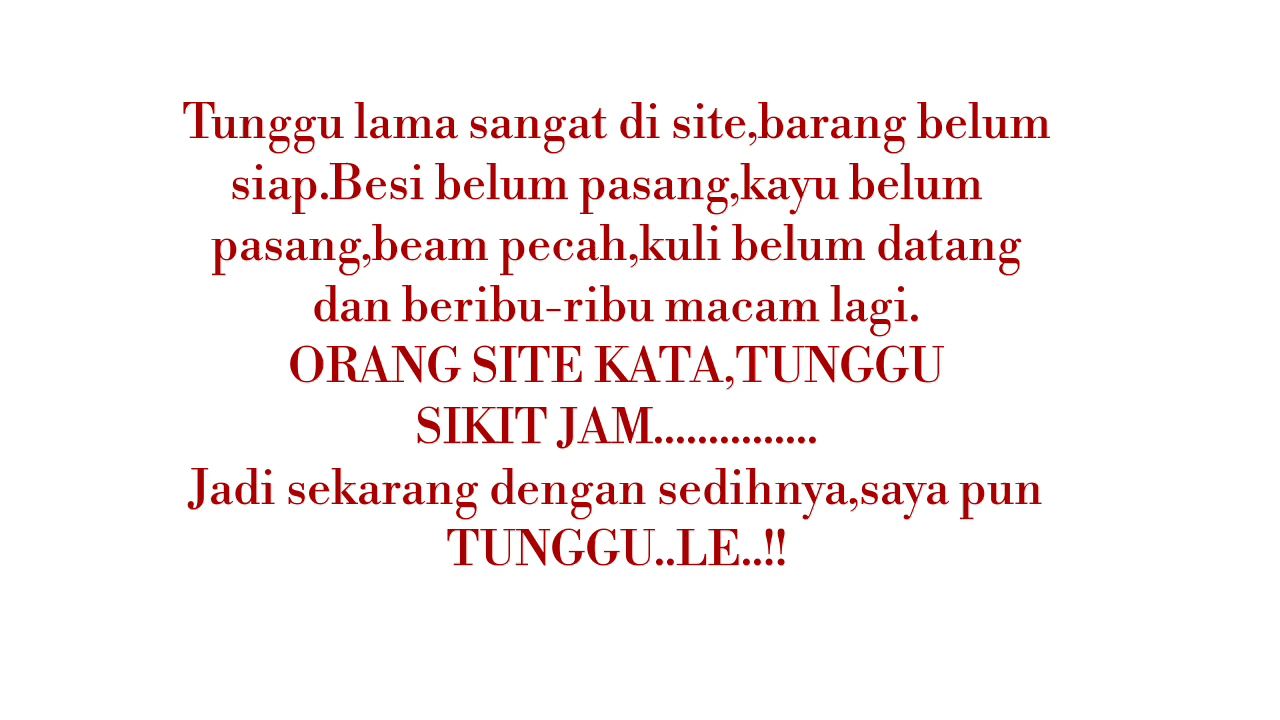 Tunggu lama sangat di site,barang belum
siap.Besi belum pasang,kayu belum
pasang,beam pecah,kuli belum datang
dan beribu-ribu macam lagi.
ORANG SITE KATA,TUNGGU
SIKIT JAM...............
Jadi sekarang dengan sedihnya,saya pun
TUNGGU..LE..!!